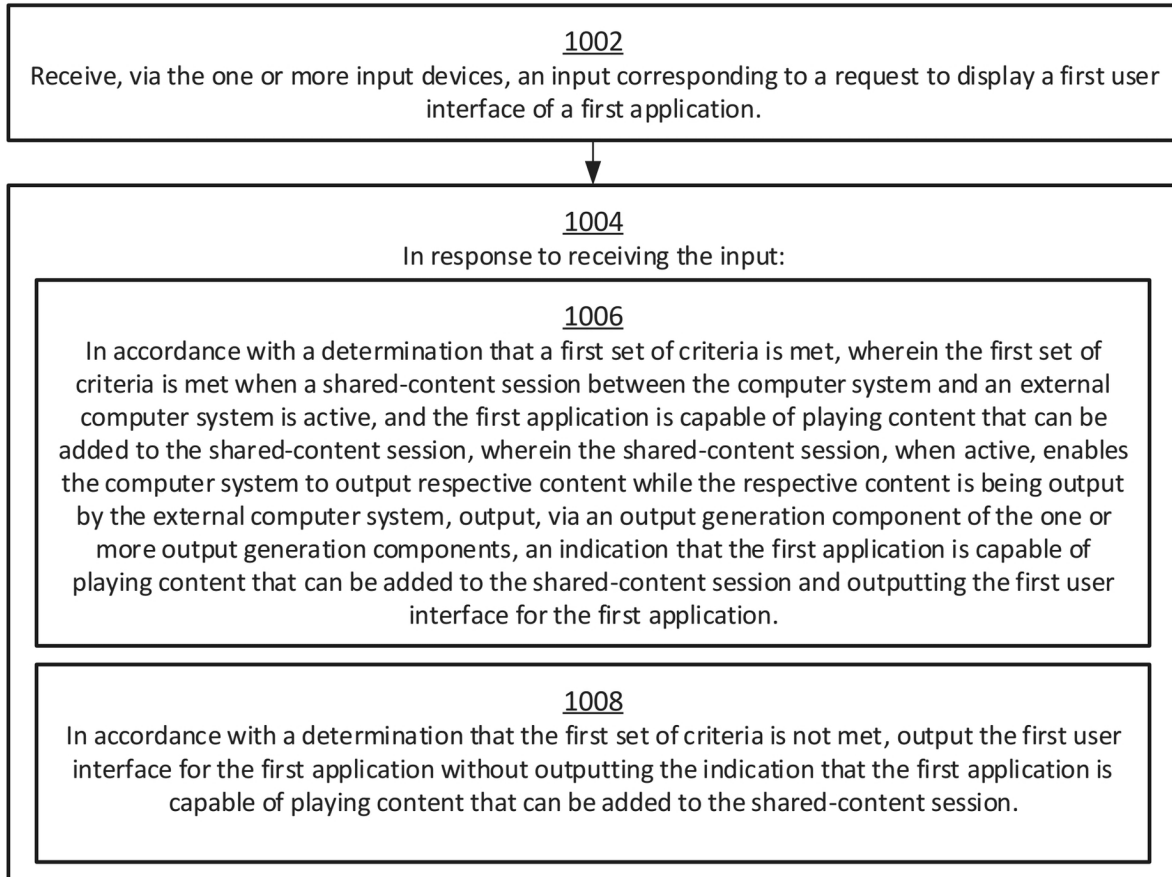 1002
Receive, via the one or more input devices, an input corresponding to a request to display a first user
interface of a first application.
1004
In response to receiving the input:
1006
In accordance with a determination that a first set of criteria is met, wherein the first set of
criteria is met when a shared-content session between the computer system and an external
computer system is active, and the first application is capable of playing content that can be
added to the shared-content session, wherein the shared-content session, when active, enables
the computer system to output respective content while the respective content is being output
by the external computer system, output, via an output generation component of the one or
more output generation components, an indication that the first application is capable of
playing content that can be added to the shared-content session and outputting the first user
interface for the first application.
1008
In accordance with a determination that the first set of criteria is not met, output the first user
interface for the first application without outputting the indication that the first application is
capable of playing content that can be added to the shared-content session.